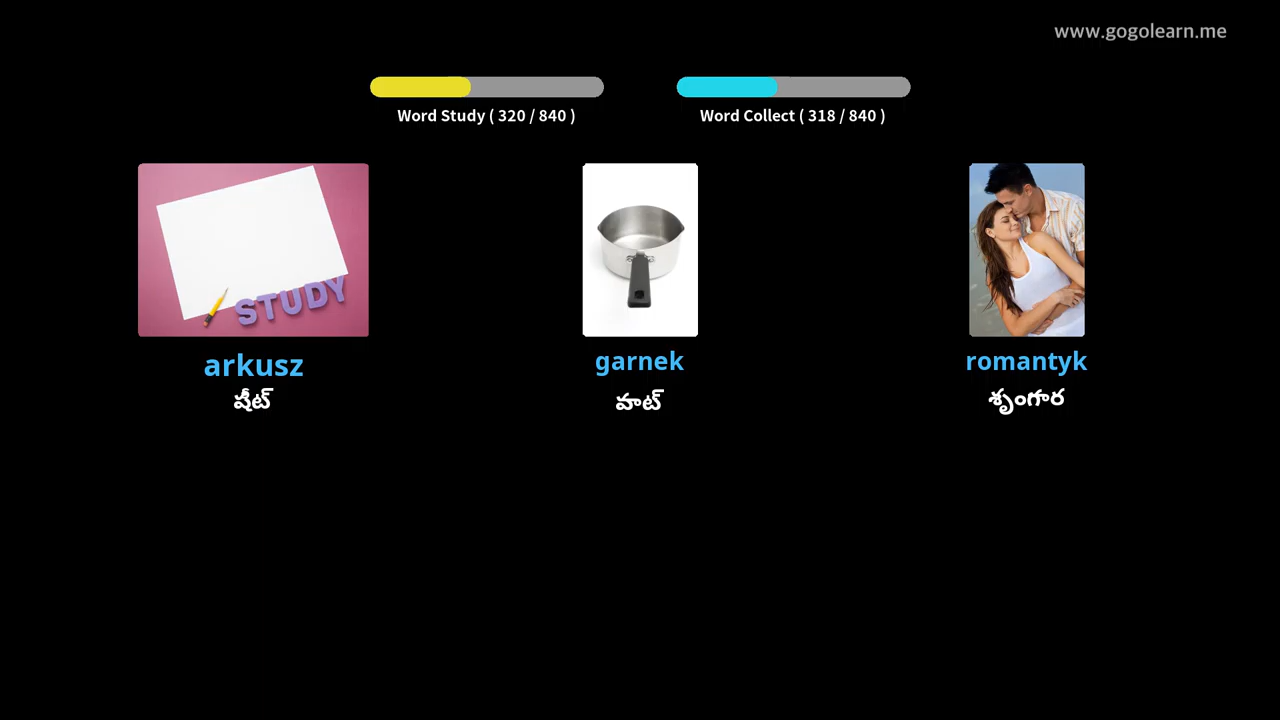 www.gogolearn.me
Word Study ( 320 / 840 )
Word Collect ( 318 / 840 )
STUDY
arkusz
garnek
romantyk
షీట్
వాట్
శృంగార